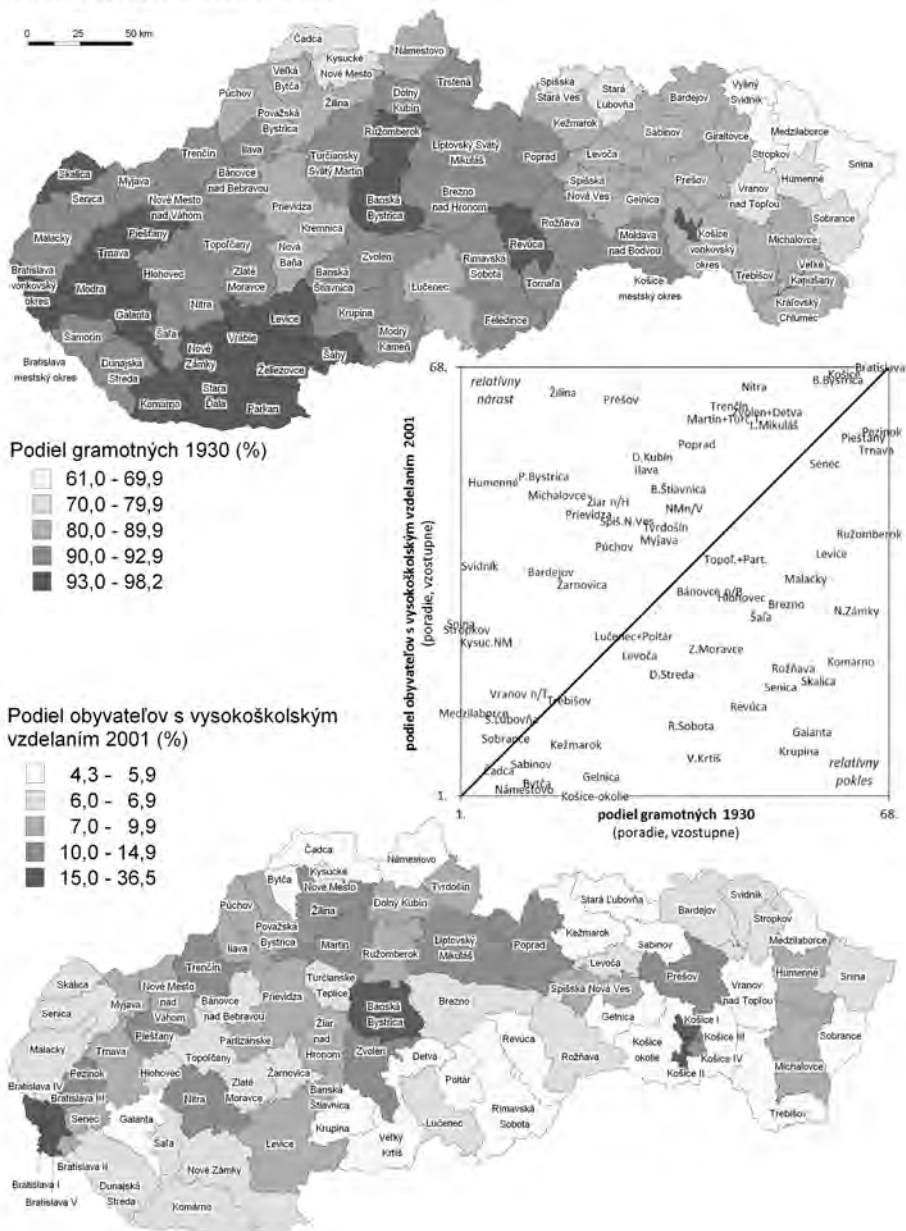 0 25 50 km
Čadca
Námestovo
Kysucké
Nové Mesto
Veľká
Bytča
Trstená
Púchov
Dolný
Kubín
Spišská
Stará Ves
Stará
Ľubovňa
Vyšný
Svidník
Žilina
Považská
Bystrica
Bardejov
Kežmarok
Ružomberok
Medzilaborce
Sabinov
Giraltovce
Trenčín
Ilava
Turčiansky
Svätý Martin
Liptovský Svätý
Mikuláš
Poprad
Levoča
Stropkov
Snina
Skalica
Myjava
Bánovce
nad Bebravou
Prešov
Humenné
Senica
Nové Mesto
nad Váhom
Prievidza
Brezno
nad Hronom
Spišská
Nová Ves
Gelnica
Vranov
nad Topľou
Banská
Bystrica
Piešťany
Kremnica
Sobrance
Malacky
Topoľčany
Rožňava
Košice
vonkovský
okres
Michalovce
Trnava
Nová
Baňa
Zvolen
Revúca
Moldava
nad Bodvou
Bratislava
vonkovský
okres
Hlohovec
Zlaté
Moravce
Banská
Štiavnica
Rimavská
Sobota
Veľké
Kapušany
Modra
Lučenec
Tornaľa
Košice
mestský okres
Trebišov
Nitra
Galanta
Levice
Krupina
Kráľovský
Chlumec
Feledince
Šamorín
Šaľa
Vráble
Modrý
Kameň
Nové
Zámky
Šahy
Bratislava
mestský okres
Dunajská
Streda
Želiezovce
Stará
Ďala
Komárno
Parkan
Podiel gramotných 1930 (%)
61,0 - 69,9
70,0 - 79,9
80,0 - 89,9
90,0 - 92,9
93,0 - 98,2
68.
relatívny
nárast
Bratislava
Košice
B.Bystrica
Žilina
Nitra
Prešov
Trenčín
Zvolen+Detva
Martin+Turč.T.
L.Mikuláš
Pezinok
Piešťany
Poprad
Trnava
D.Kubín
Senec
Ilava
P.Bystrica
Humenné
B.Štiavnica
Michalovce
Žiar n/H
NMn/V
Prievidza
Spiš.N.Ves
Tvrdošín
Ružomberok
Myjava
Púchov
Levice
Topoľ.+Part.
Svidník
Bardejov
Malacky
Žarnovica
Bánovce n/B
Hlohovec
Brezno
N.Zámky
Šaľa
Snina
Stropkov
Lučenec+Poltár
Kysuc.NM
Z.Moravce
Levoča
Komárno
Rožňava
D.Streda
Skalica
Senica
Vranov n/T
Trebišov
Revúca
Medzilaborce
S.Ľubovňa
R.Sobota
Galanta
Sobrance
Kežmarok
Krupina
V.Krtíš
Sabinov
Čadca
Gelnica
Bytča
Námestovo
Košice-okolie
relatívny
pokles
podiel obyvateľov s vysokoškolským vzdelaním 2001
(poradie, vzostupne)
1.
podiel gramotných 1930
(poradie, vzostupne)
68.
Podiel obyvateľov s vysokoškolským
vzdelaním 2001 (%)
4,3 - 5,9
6,0 - 6,9
7,0 - 9,9
10,0 - 14,9
15,0 - 36,5
Čadca
Námestovo
Bytča
Kysucké
Nové Mesto
Tvrdošín
Stará Ľubovňa
Svidník
Púchov
Žilina
Dolný Kubín
Bardejov
Stropkov
Považská
Bystrica
Kežmarok
Medzilaborce
Ilava
Martin
Ružomberok
Liptovský
Mikuláš
Poprad
Sabinov
Levoča
Trenčín
Prešov
Humenné
Snina
Skalica
Nové Mesto
nad
Váhom
Turčianske
Teplice
Vranov
nad Topľou
Senica
Myjava
Bánovce
nad Bebravou
Prievidza
Spišská Nová Ves
Brezno
Banská
Bystrica
Gelnica
Košice I
Piešťany
Partizánske
Žiar
nad
Hronom
Revúca
Košice
okolie
Košice III
Sobrance
Malacky
Trnava
Topoľčany
Zvolen
Detva
Rožňava
Košice IV
Michalovce
Košice II
Pezinok
Hlohovec
Žarnovica
Poltár
Bratislava IV
Bratislava III
Nitra
Zlaté
Moravce
Banská
Štiavnica
Rimavská
Sobota
Senec
Galanta
Krupina
Trebišov
Lučenec
Šaľa
Levice
Veľký
Krtíš
Bratislava II
Nové Zámky
Bratislava I
Dunajská
Streda
Bratislava V
Komárno